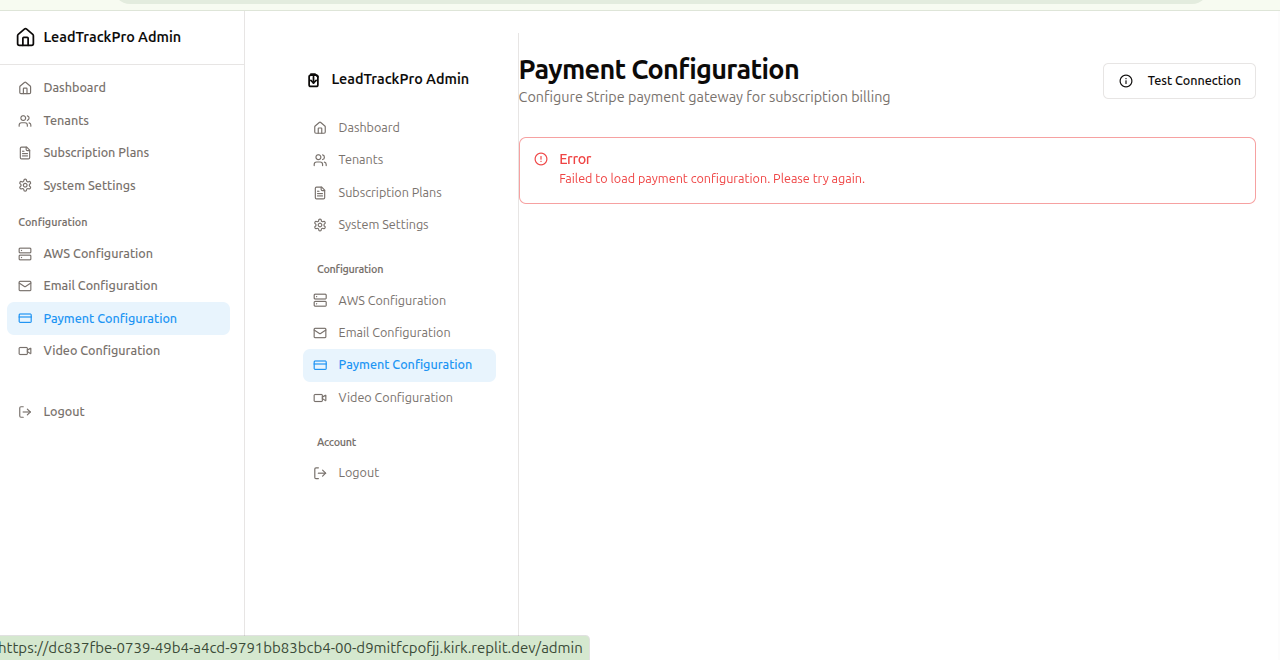 LeadTrackPro Admin
Dashboard
Tenants
Subscription Plans
System Settings
Configuration
AWS Configuration
Email Configuration
Payment Configuration
Video Configuration
Logout
LeadTrackPro Admin
Dashboard
Tenants
Subscription Plans
System Settings
Configuration
AWS Configuration
Email Configuration
Payment Configuration
Video Configuration
Account
Logout
Payment Configuration
Configure Stripe payment gateway for subscription billing
Test Connection
Error
Failed to load payment configuration. Please try again.
https://dc837fbe-0739-49b4-a4cd-9791bb83bcb4-00-d9mitfcpofjj.kirk.replit.dev/admin